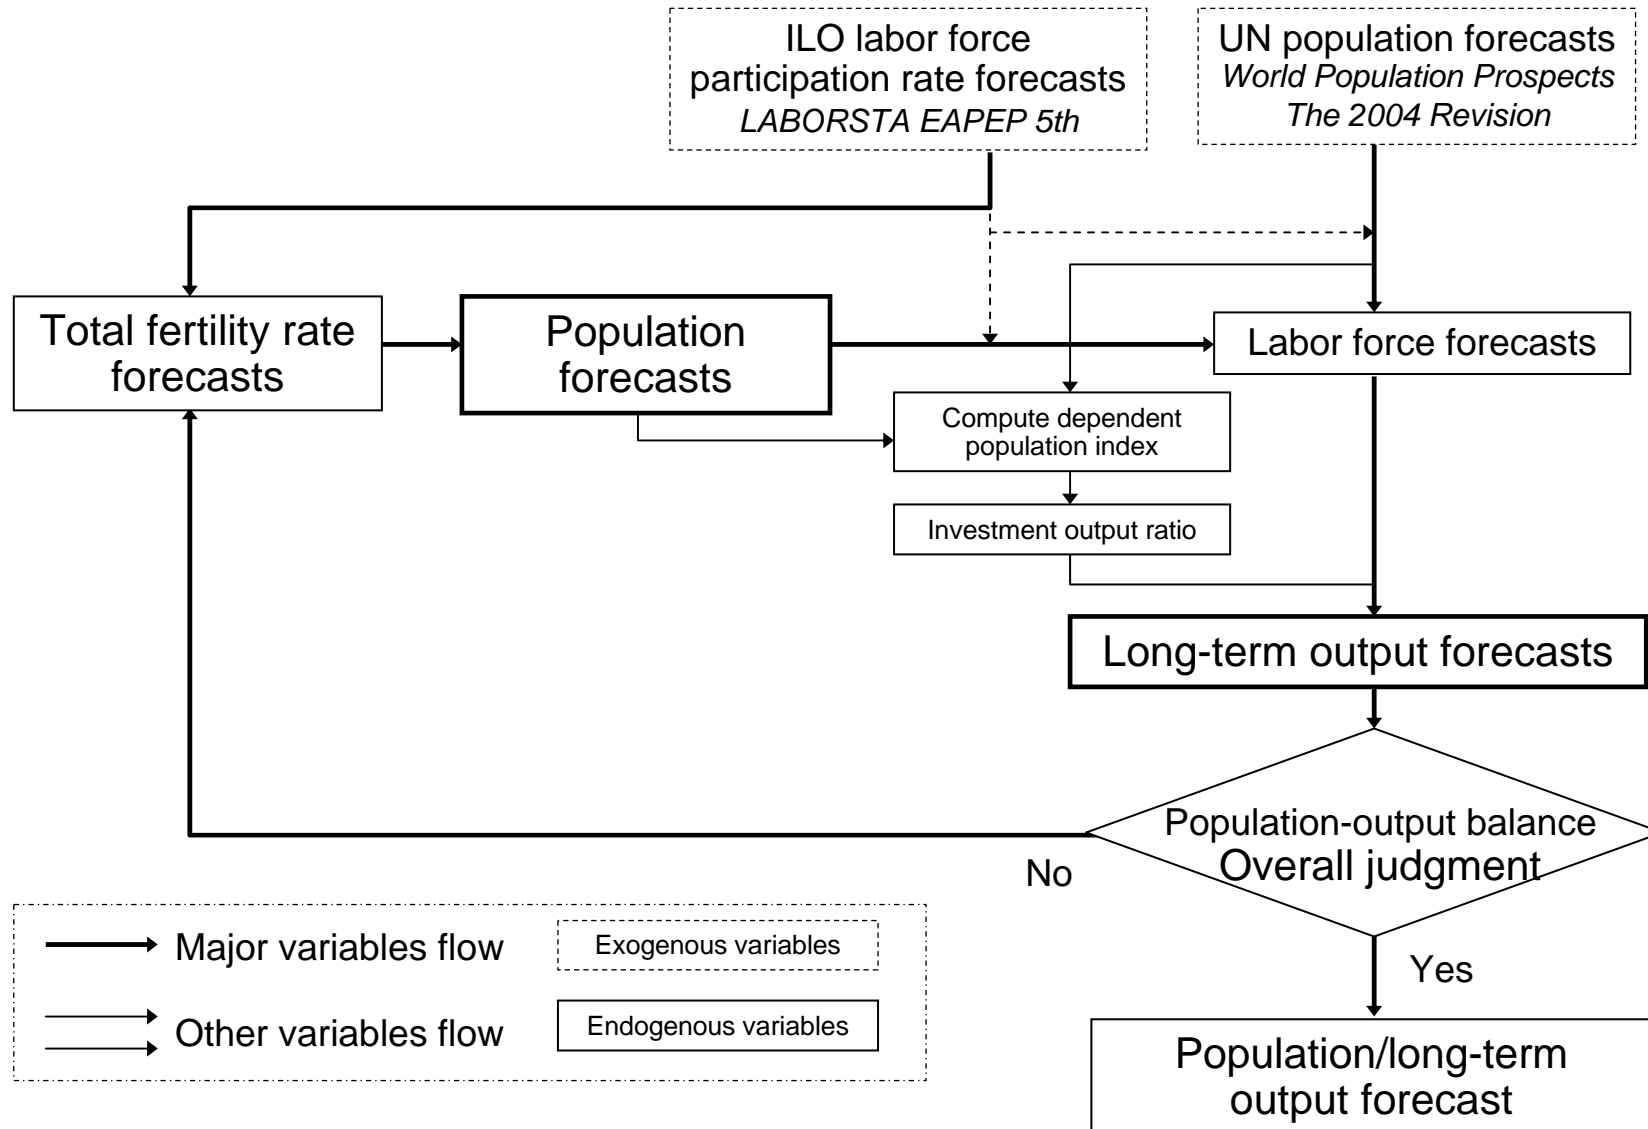 ILO labor force
participation rate forecasts
LABORSTA EAPEP 5th
UN population forecasts
World Population Prospects
The 2004 Revision
Total fertility rate
forecasts
Population
forecasts
Labor force forecasts
Compute dependent
population index
Investment output ratio
Long-term output forecasts
Population-output balance
Overall judgment
No
Yes
Population/long-term
output forecast
Major variables flow
Exogenous variables
Other variables flow
Endogenous variables